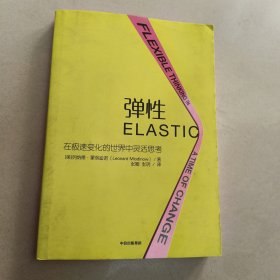 FLEXIBLE THINKING IN
A TIME OF CHANGE
弹性
ELASTIC
在极速变化的世界中灵活思考
[美]列纳德·蒙洛迪诺（Leonard Mlodinow）/ 著
张媚 张玥 / 译
中信出版集团